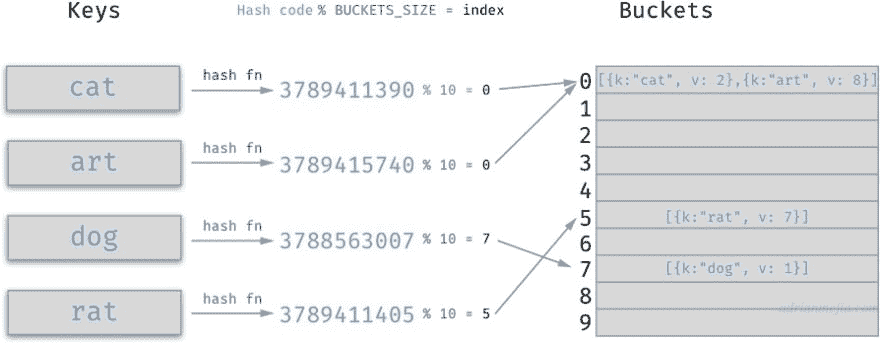 Keys
Hash code % BUCKETS_SIZE = index
Buckets
cat
hash fn
3789411390 % 10 = 0
art
hash fn
3789415740 % 10 = 0
dog
hash fn
3788563007 % 10 = 7
rat
hash fn
3789411405 % 10 = 5
0 [{k:"cat", v: 2},{k:"art", v: 8}]
1
2
3
4
5 [{k:"rat", v: 7}]
6
7 [{k:"dog", v: 1}]
8
adrianmejia.com
9